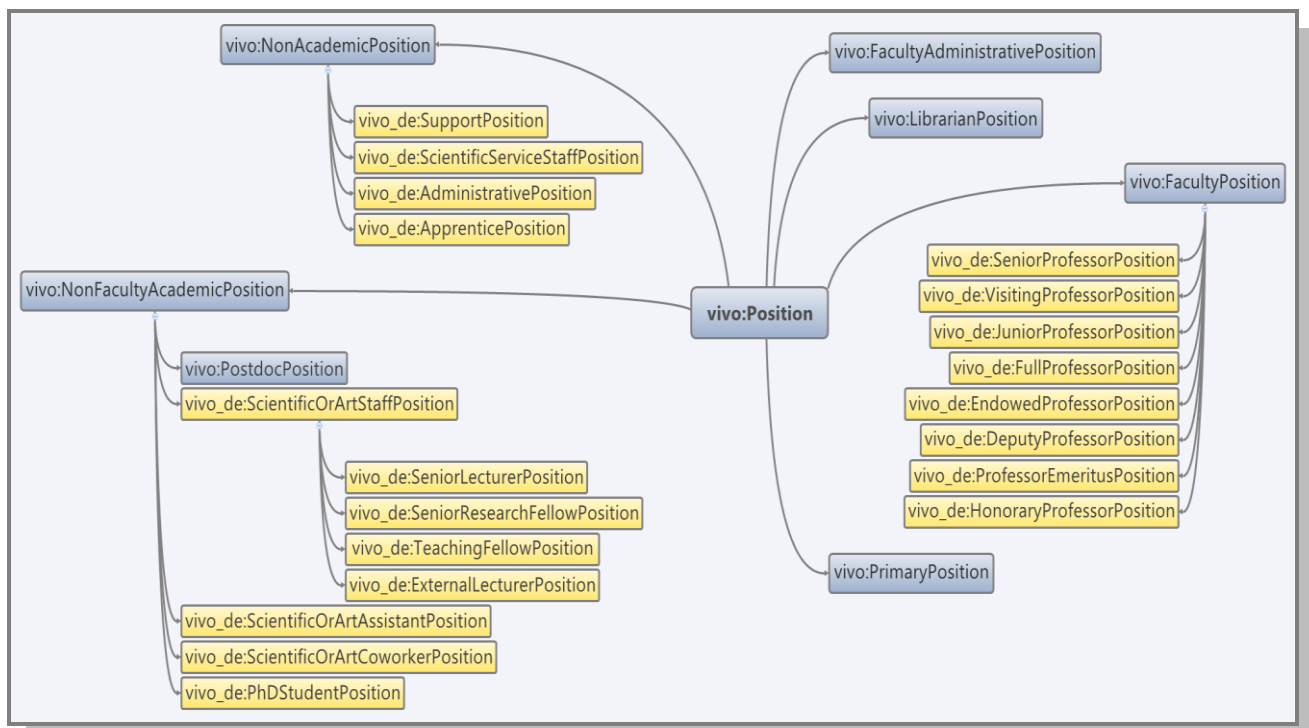 vivo:NonAcademicPosition
vivo_de:SupportPosition
vivo_de:ScientificServiceStaffPosition
vivo_de:AdministrativePosition
vivo_de:ApprenticePosition
vivo:NonFacultyAcademicPosition
vivo:PostdocPosition
vivo_de:ScientificOrArtStaffPosition
vivo_de:SeniorLecturerPosition
vivo_de:SeniorResearchFellowPosition
vivo_de:TeachingFellowPosition
vivo_de:ExternalLecturerPosition
vivo_de:ScientificOrArtAssistantPosition
vivo_de:ScientificOrArtCoworkerPosition
vivo_de:PhDStudentPosition
vivo:Position
vivo:FacultyAdministrativePosition
vivo:LibrarianPosition
vivo:FacultyPosition
vivo_de:SeniorProfessorPosition
vivo_de:VisitingProfessorPosition
vivo_de:JuniorProfessorPosition
vivo_de:FullProfessorPosition
vivo_de:EndowedProfessorPosition
vivo_de:DeputyProfessorPosition
vivo_de:ProfessorEmeritusPosition
vivo_de:HonoraryProfessorPosition
vivo:PrimaryPosition